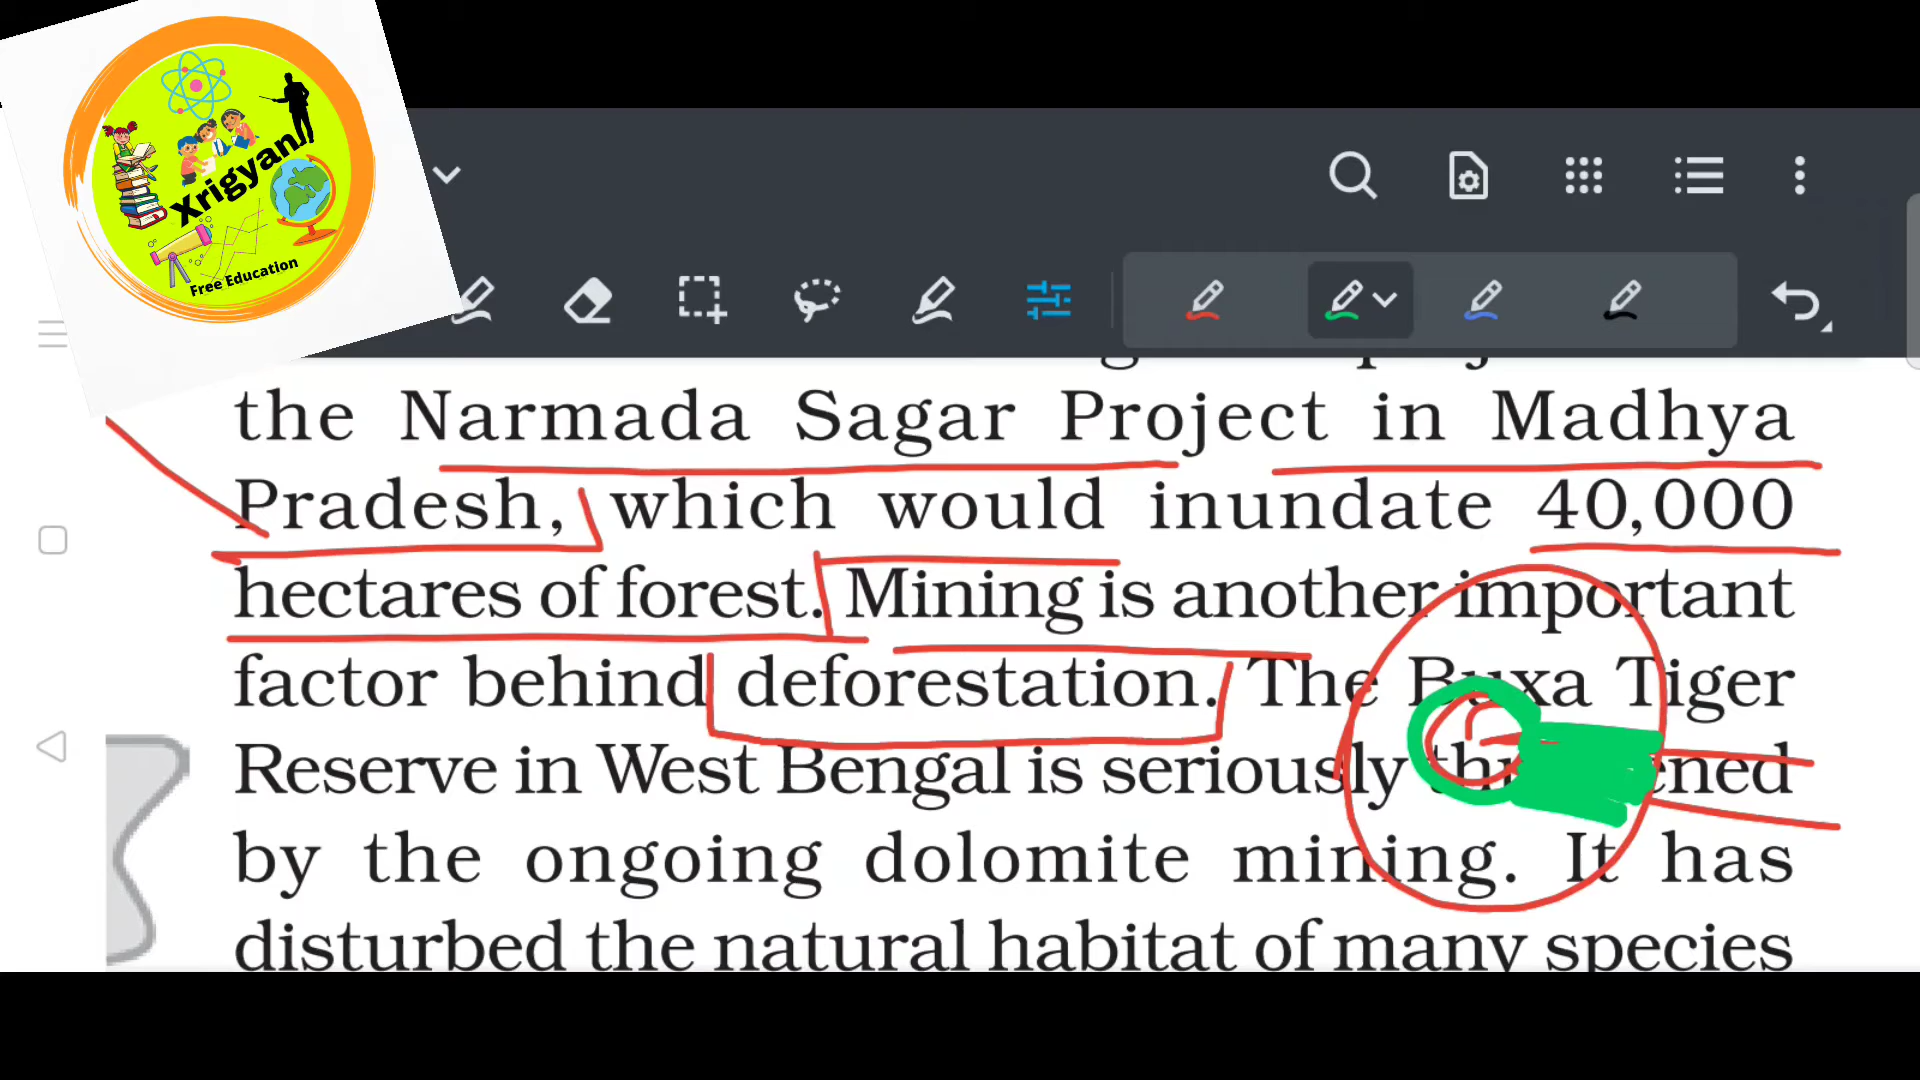 Xrigyan
Free Education
the Narmada Sagar Project in Madhya
Pradesh, which would inundate 40,000
hectares of forest. Mining is another important
factor behind deforestation. The Buxa Tiger
Reserve in West Bengal is seriously
by the ongoing dolomite mining. It has
disturbed the natural habitat of many species